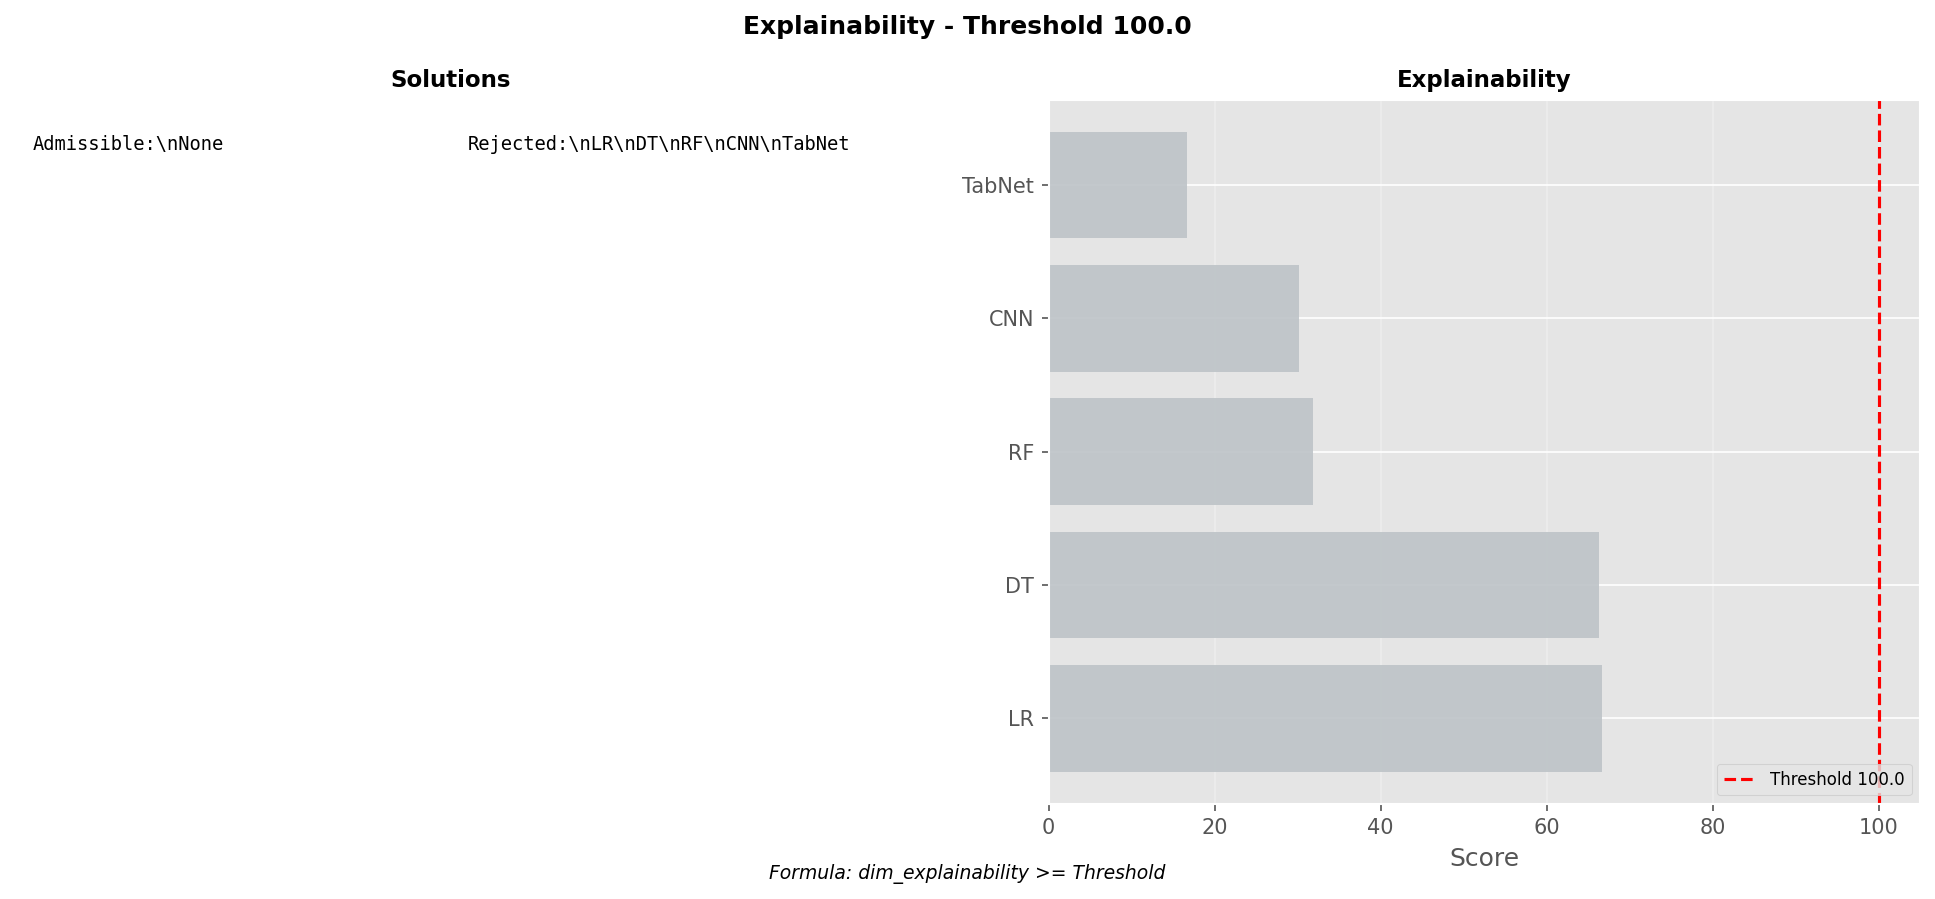 Explainability - Threshold 100.0
Solutions
Admissible:\nNone
Rejected:\nLR\nDT\nRF\nCNN\nTabNet
Explainability
TabNet
CNN
RF
DT
LR
Threshold 100.0
0 20 40 60 80 100
Score
Formula: dim_explainability >= Threshold